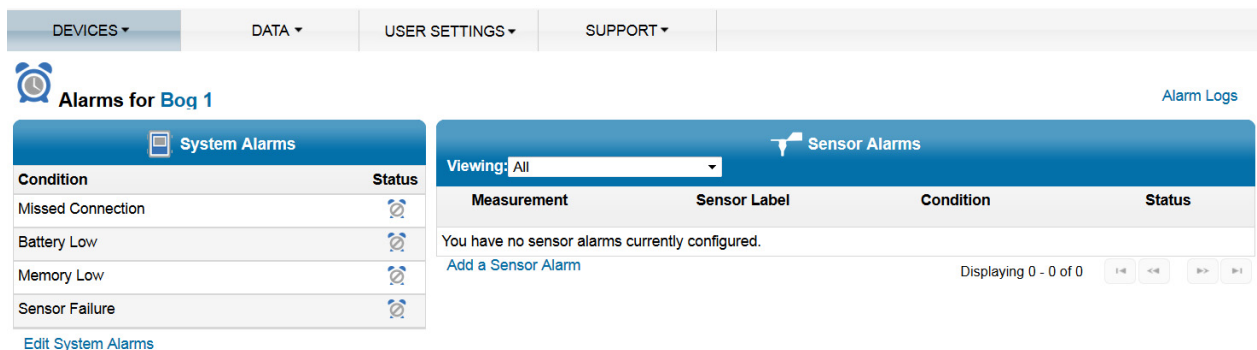 DEVICES DATA USER SETTINGS SUPPORT
Alarms for Bog 1
Alarm Logs
System Alarms
Condition Status
Missed Connection
Battery Low
Memory Low
Sensor Failure
Edit System Alarms
Sensor Alarms
Viewing: All
Measurement Sensor Label Condition Status
You have no sensor alarms currently configured.
Add a Sensor Alarm
Displaying 0 - 0 of 0